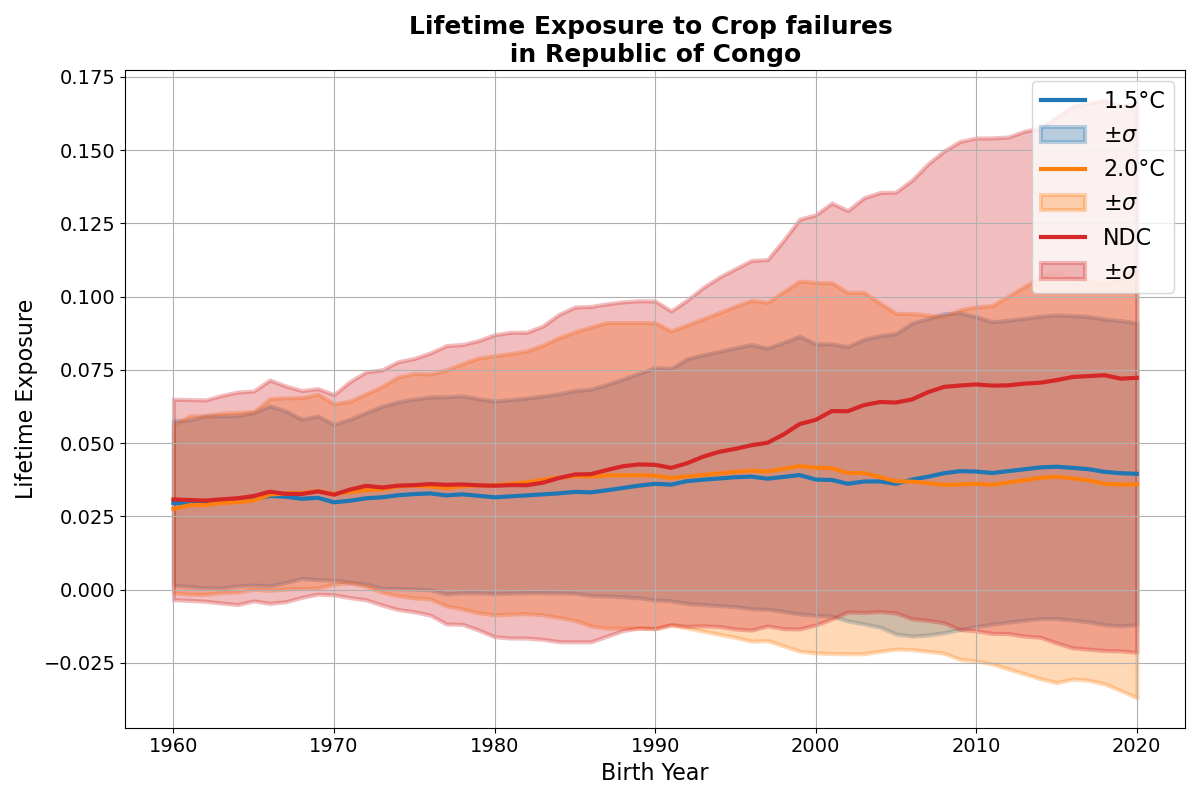 Lifetime Exposure to Crop failures
in Republic of Congo
0.175
0.150
0.125
0.100
0.075
0.050
0.025
0.000
−0.025
Lifetime Exposure
1960
1970
1980
1990
2000
2010
2020
Birth Year
1.5°C
±σ
2.0°C
±σ
NDC
±σ